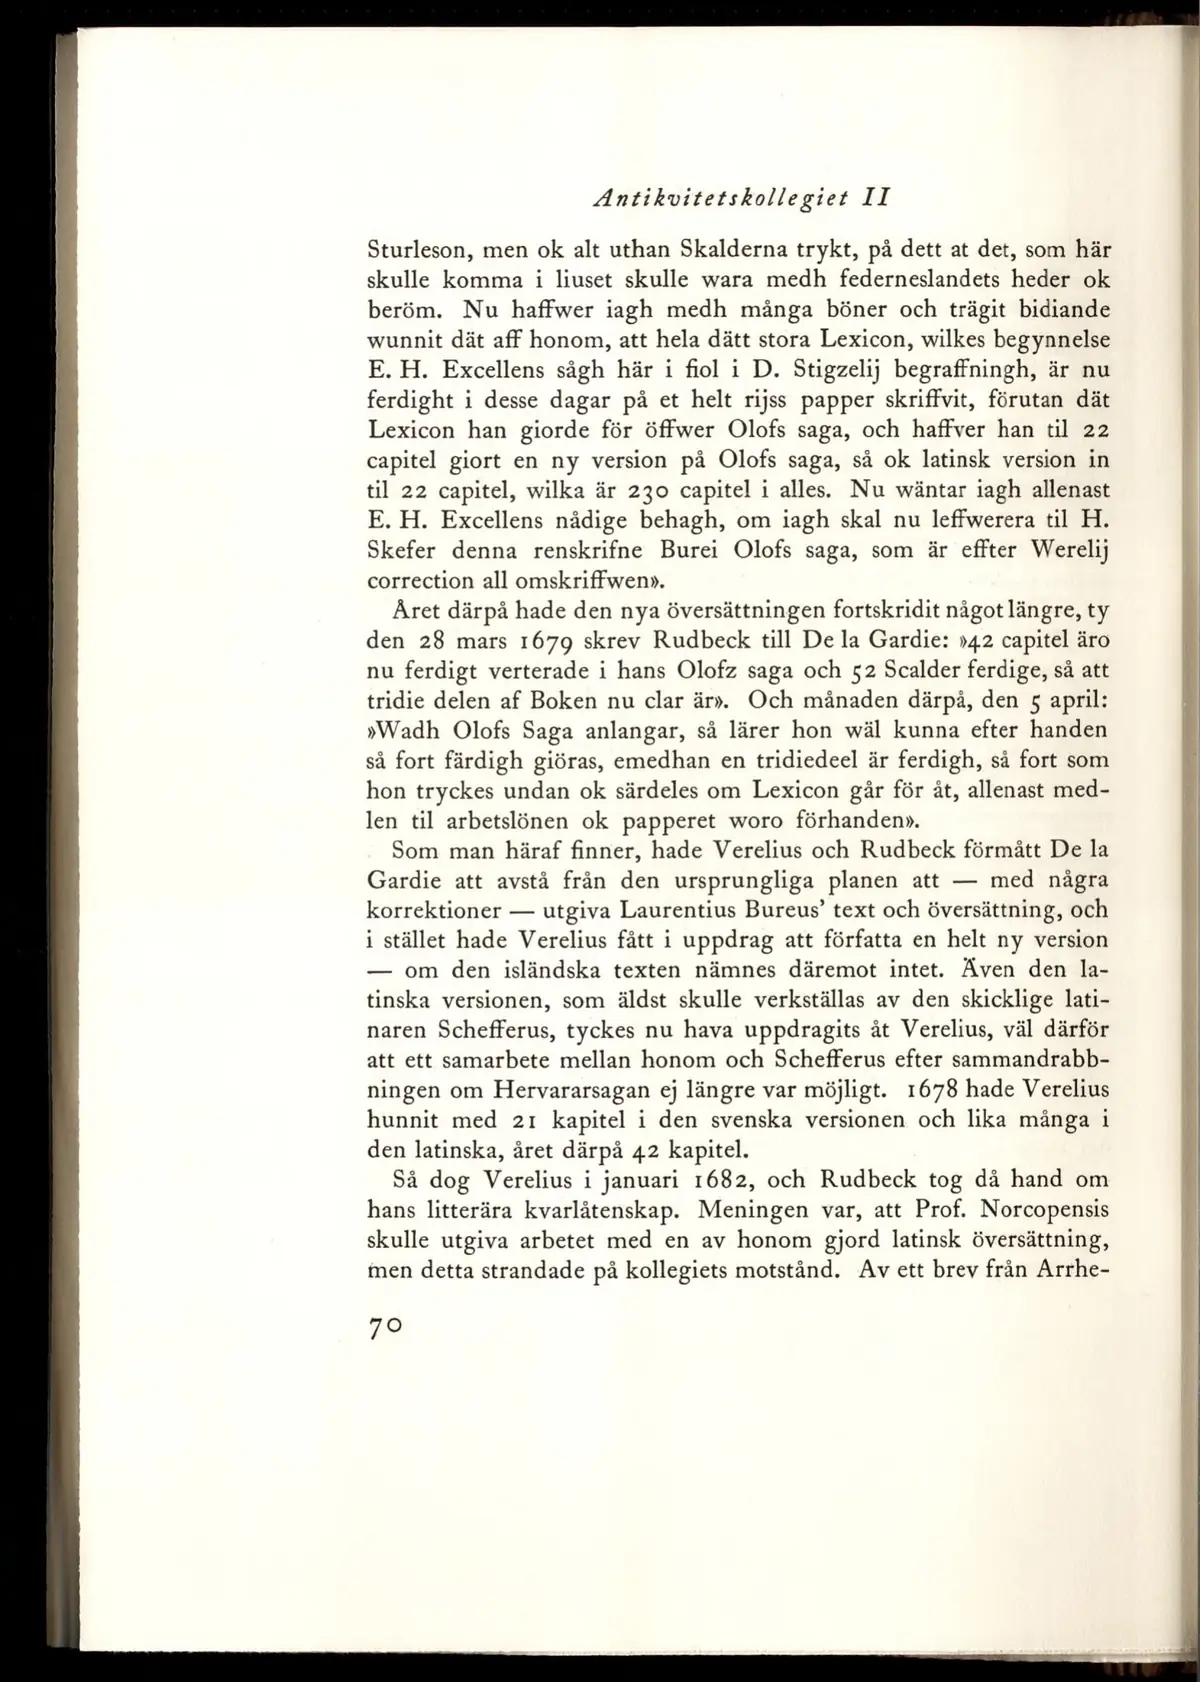 Antikvitetskollegiet II
Sturleson, men ok alt uthan Skalderna trykt, på dett at det, som här
skulle komma i liuset skulle wara medh federneslandets heder ok
beröm. Nu haffwer iagh medh många böner och trägit bidiande
wunnit dät aff honom, att hela dätt stora Lexicon, wilkes begynnelse
E. H. Excellens sågh här i fiol i D. Stigzelij begraffningh, är nu
ferdight i desse dagar på et helt rijss papper skriffvit, förutan dät
Lexicon han giorde för öffwer Olofs saga, och haffver han til 22
capitel giort en ny version på Olofs saga, så ok latinsk version in
til 22 capitel, wilka är 230 capitel i alles. Nu wäntar iagh allenast
E. H. Excellens nådige behagh, om iagh skal nu leffwerera til H.
Skefer denna renskrifne Burei Olofs saga, som är effter Werelij
correction all omskriffwen».
Året därpå hade den nya översättningen fortskridit något längre, ty
den 28 mars 1679 skrev Rudbeck till De la Gardie: »42 capitel äro
nu ferdigt verterade i hans Olofz saga och 52 Scalder ferdige, så att
tridie delen af Boken nu clar är». Och månaden därpå, den 5 april:
»Wadh Olofs Saga anlangar, så lärer hon wäl kunna efter handen
så fort färdigh giöras, emedhan en tridiedeel är ferdigh, så fort som
hon tryckes undan ok särdeles om Lexicon går för åt, allenast med-
len til arbetslönen ok papperet woro förhanden».
Som man häraf finner, hade Verelius och Rudbeck förmått De la
Gardie att avstå från den ursprungliga planen att — med några
korrektioner — utgiva Laurentius Bureus’ text och översättning, och
i stället hade Verelius fått i uppdrag att författa en helt ny version
— om den isländska texten nämnes däremot intet. Även den la-
tinska versionen, som äldst skulle verkställas av den skicklige lati-
naren Schefferus, tyckes nu hava uppdragits åt Verelius, väl därför
att ett samarbete mellan honom och Schefferus efter sammandrabb-
ningen om Hervararsagan ej längre var möjligt. 1678 hade Verelius
hunnit med 21 kapitel i den svenska versionen och lika många i
den latinska, året därpå 42 kapitel.
Så dog Verelius i januari 1682, och Rudbeck tog då hand om
hans litterära kvarlåtenskap. Meningen var, att Prof. Norcopensis
skulle utgiva arbetet med en av honom gjord latinsk översättning,
men detta strandade på kollegiets motstånd. Av ett brev från Arrhe-
70